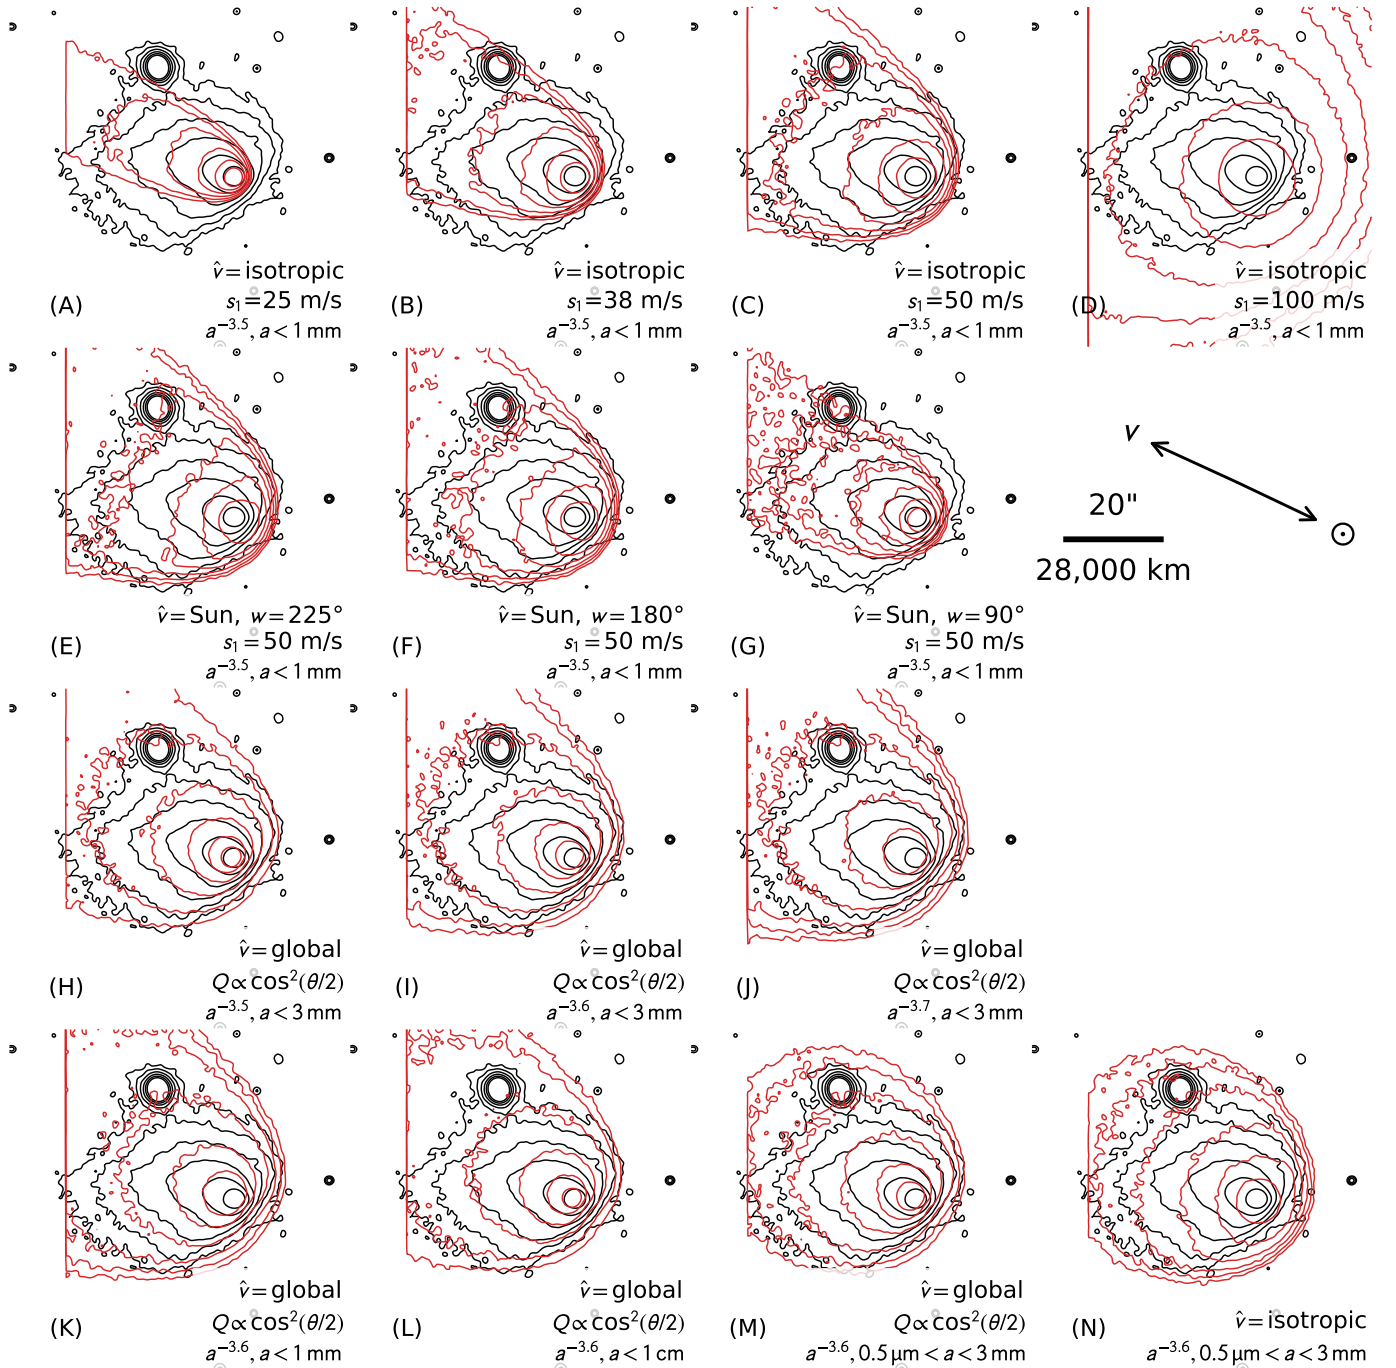 v̂ = isotropic
(A) s₁=25 m/s
a⁻³·⁵, a < 1 mm
v̂ = isotropic
(B) s₁=38 m/s
a⁻³·⁵, a < 1 mm
v̂ = isotropic
(C) s₁=50 m/s
a⁻³·⁵, a < 1 mm
v̂ = isotropic
(D) s₁=100 m/s
a⁻³·⁵, a < 1 mm
v̂ = Sun, w = 225°
(E) s₁=50 m/s
a⁻³·⁵, a < 1 mm
v̂ = Sun, w = 180°
(F) s₁=50 m/s
a⁻³·⁵, a < 1 mm
v̂ = Sun, w = 90°
(G) s₁=50 m/s
a⁻³·⁵, a < 1 mm
v
20"
28,000 km
v̂ = global
(H) Q∝cos²(θ/2)
a⁻³·⁵, a < 3 mm
v̂ = global
(I) Q∝cos²(θ/2)
a⁻³·⁶, a < 3 mm
v̂ = global
(J) Q∝cos²(θ/2)
a⁻³·⁷, a < 3 mm
v̂ = global
(K) Q∝cos²(θ/2)
a⁻³·⁶, a < 1 mm
v̂ = global
(L) Q∝cos²(θ/2)
a⁻³·⁶, a < 1 cm
v̂ = global
(M) Q∝cos²(θ/2)
a⁻³·⁶, 0.5 μm < a < 3 mm
(N) v̂ = isotropic
a⁻³·⁶, 0.5 μm < a < 3 mm